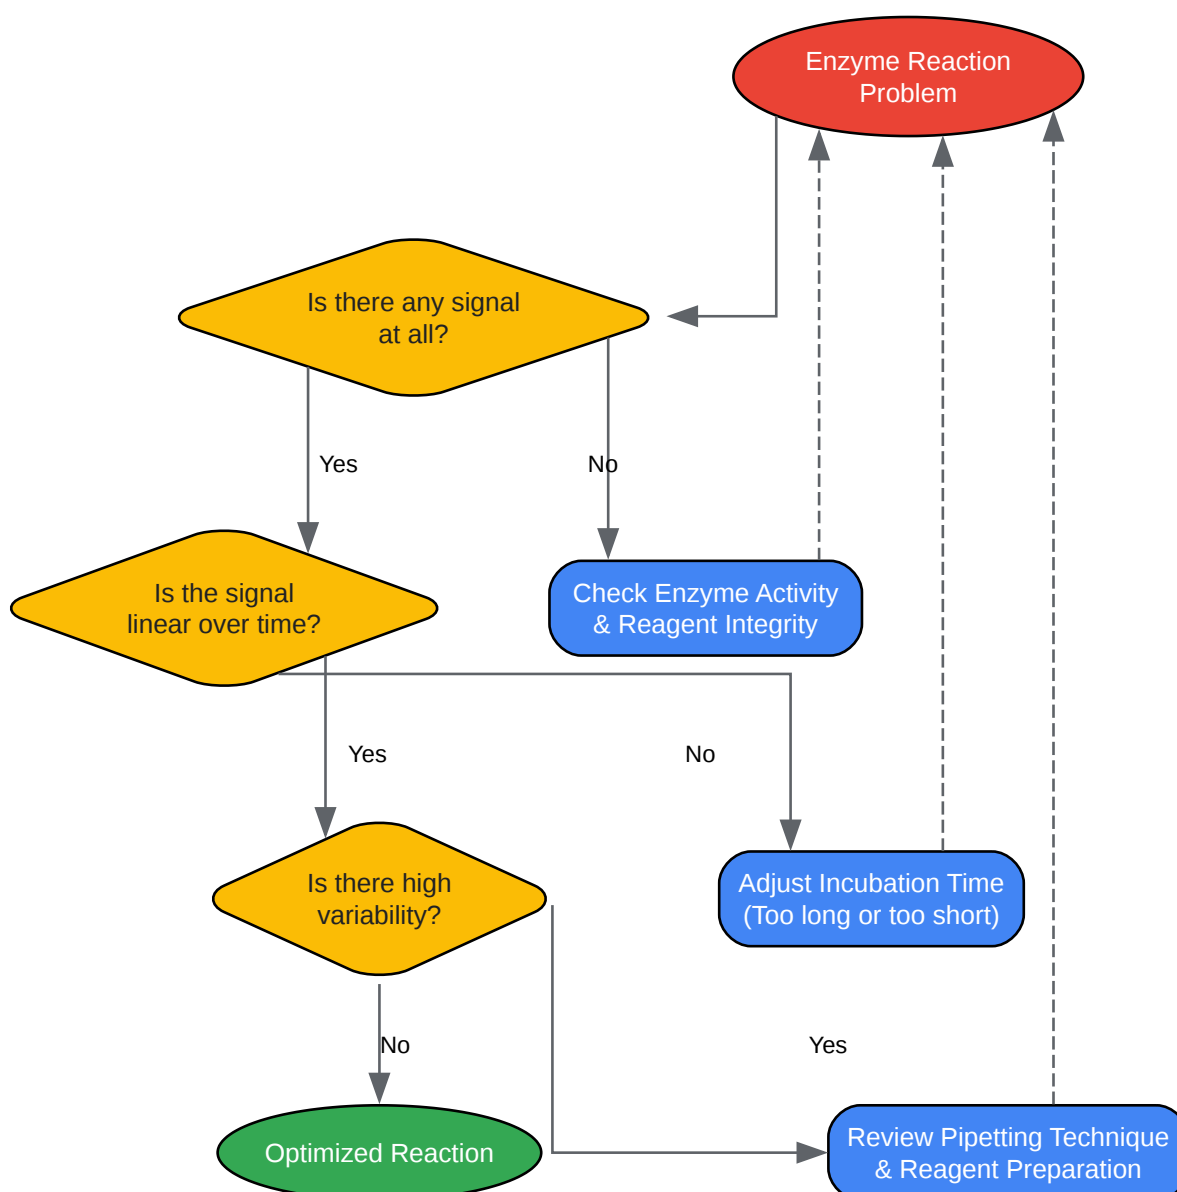 Enzyme Reaction
Problem
Is there any signal
at all?
Yes
No
Is the signal
linear over time?
Check Enzyme Activity
& Reagent Integrity
Yes
No
Is there high
variability?
Adjust Incubation Time
(Too long or too short)
No
Yes
Optimized Reaction
Review Pipetting Technique
& Reagent Preparation